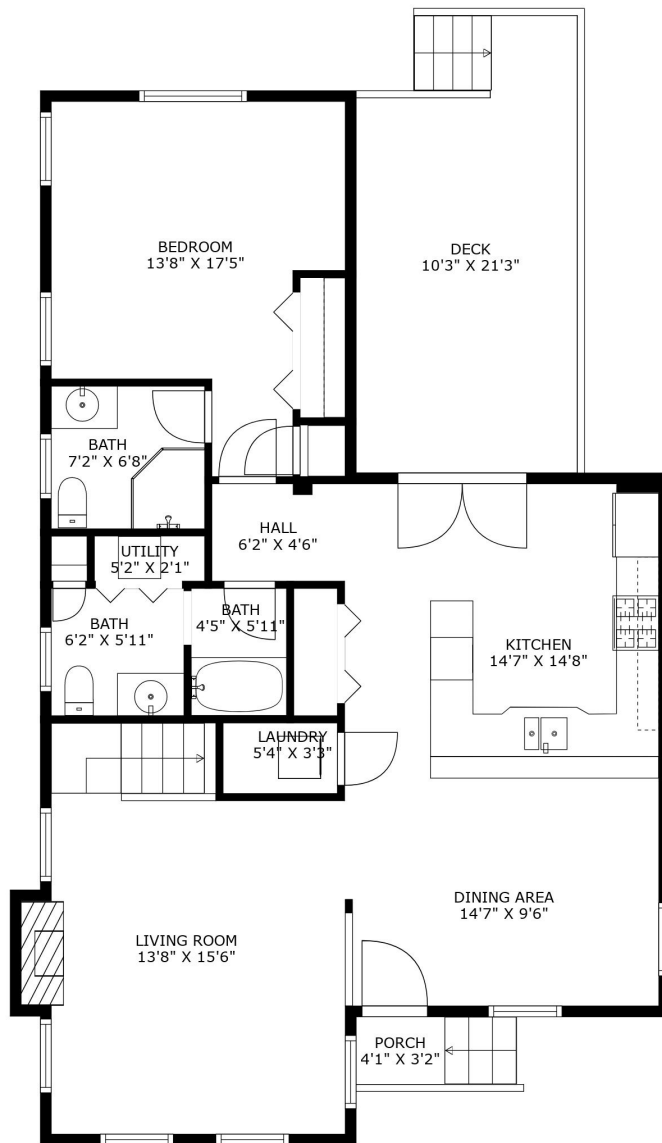 BEDROOM
13'8" X 17'5"
DECK
10'3" X 21'3"
BATH
7'2" X 6'8"
HALL
6'2" X 4'6"
UTILITY
5'2" X 2'1"
BATH
6'2" X 5'11"
BATH
4'5" X 5'11"
KITCHEN
14'7" X 14'8"
LAUNDRY
5'4" X 3'3"
DINING AREA
14'7" X 9'6"
LIVING ROOM
13'8" X 15'6"
PORCH
4'1" X 3'2"